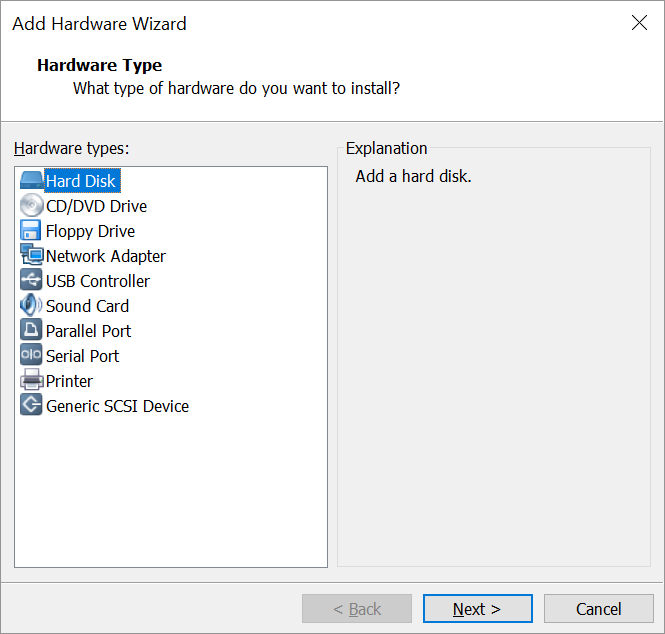 Add Hardware Wizard
Hardware Type
What type of hardware do you want to install?
Hardware types:
Explanation
Hard Disk
Add a hard disk.
CD/DVD Drive
Floppy Drive
Network Adapter
USB Controller
Sound Card
Parallel Port
Serial Port
Printer
Generic SCSI Device
< Back
Next >
Cancel